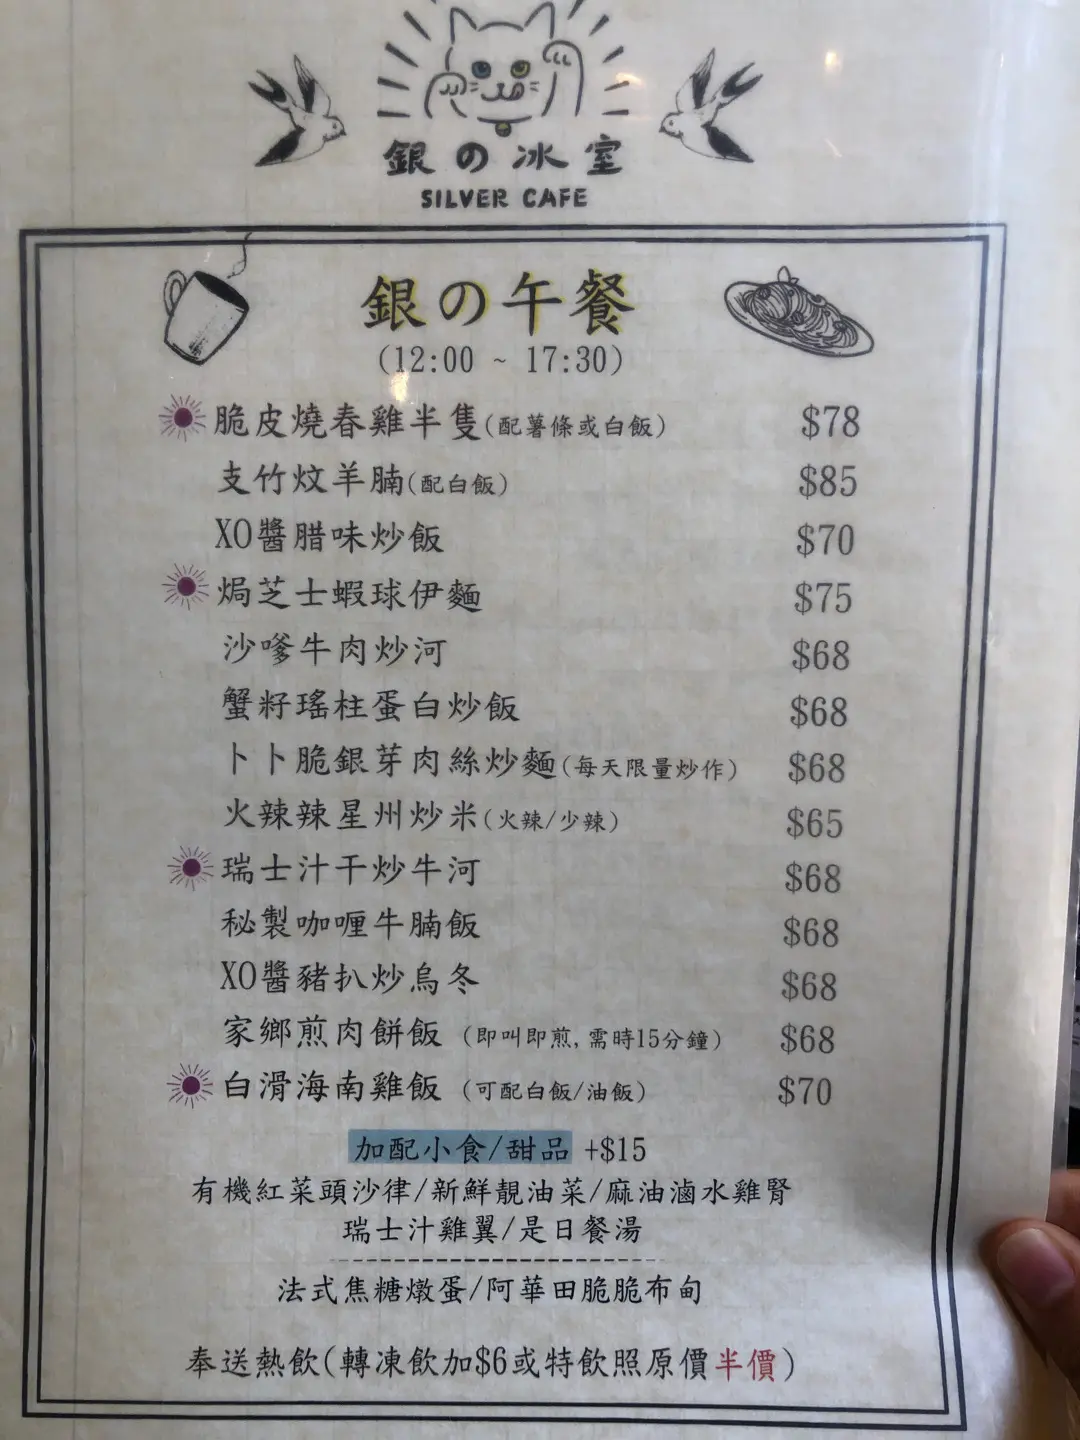 銀の冰室
SILVER CAFE
銀の午餐
(12:00 ~ 17:30)
脆皮燒春雞半隻(配薯條或白飯) $78
支竹炆羊腩(配白飯) $85
XO醬腊味炒飯 $70
焗芝士蝦球伊麵 $75
沙嗲牛肉炒河 $68
蟹籽瑤柱蛋白炒飯 $68
卜卜脆銀芽肉絲炒麵(每天限量炒作) $68
火辣辣星州炒米(火辣/少辣) $65
瑞士汁干炒牛河 $68
秘製咖喱牛腩飯 $68
XO醬豬扒炒烏冬 $68
家鄉煎肉餅飯 (即叫即煎,需時15分鐘) $68
白滑海南雞飯 (可配白飯/油飯) $70
加配小食/甜品 +$15
有機紅菜頭沙律/新鮮靚油菜/麻油滷水雞腎
瑞士汁雞翼/是日餐湯
法式焦糖燉蛋/阿華田脆脆布甸
奉送熱飲(轉凍飲加$6或特飲照原價半價)